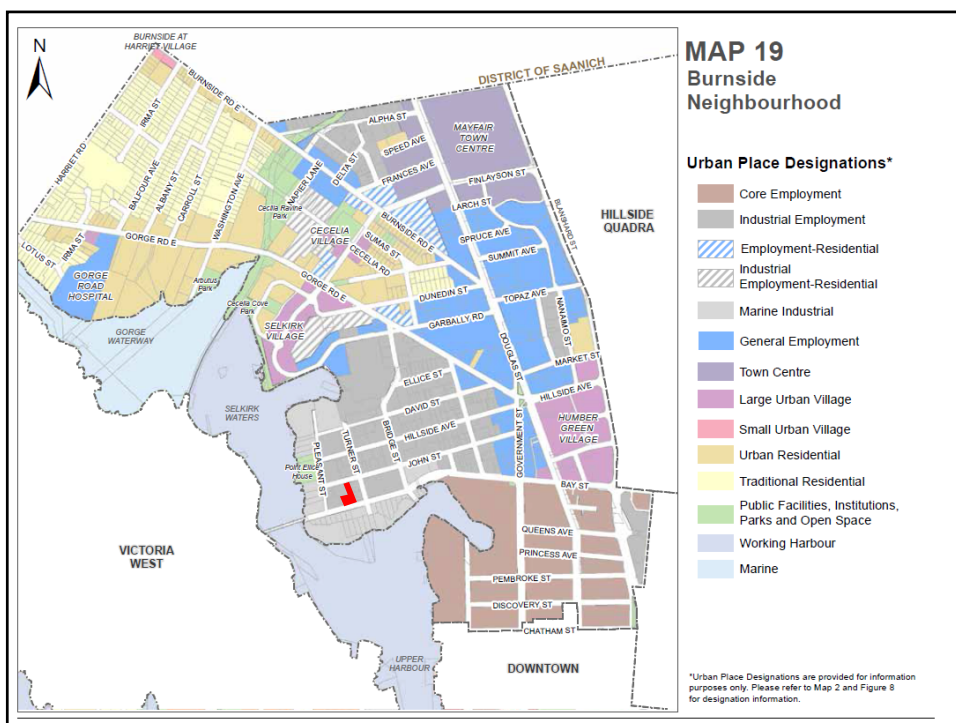 BURNSIDE AT
HARRIET VILLAGE
N
DISTRICT OF SAANICH
MAP 19
Burnside
Neighbourhood
BURNSIDE RD E
IRMA ST
ALPHA ST
MAYFAIR
TOWN
CENTRE
SPEED AVE
DELTA ST
HARRIET RD
BALFOUR AVE
ALBANY ST
CARROLL ST
WASHINGTON AVE
NAPIER LANE
FRANCES AVE
FINLAYSON ST
Cecilia Ravine
Park
LARCH ST
BLANSHARD ST
HILLSIDE
QUADRA
CECELIA
VILLAGE
SUMAS ST
BURNSIDE RD E
SPRUCE AVE
SUMMIT AVE
LOTUS ST
IRMA ST
GORGE RD E
CECELIA RD
GORGE
ROAD
HOSPITAL
Arbutus
Park
GORGE RD E
DUNEDIN ST
TOPAZ AVE
NANAIMO ST
Cecelia Cove
Park
GARBALLY RD
GORGE
WATERWAY
SELKIRK
VILLAGE
DOUGLAS ST
MARKET ST
ELLICE ST
HILLSIDE AVE
SELKIRK
WATERS
DAVID ST
HUMBER
GREEN
VILLAGE
PLEASANT ST
TURNER ST
BRIDGE ST
HILLSIDE AVE
GOVERNMENT ST
JOHN ST
Point Ellice
House
BAY ST
VICTORIA
WEST
QUEENS AVE
PRINCESS AVE
PEMBROKE ST
DISCOVERY ST
CHATHAM ST
UPPER
HARBOUR
DOWNTOWN
Urban Place Designations*
Core Employment
Industrial Employment
Employment-Residential
Industrial
Employment-Residential
Marine Industrial
General Employment
Town Centre
Large Urban Village
Small Urban Village
Urban Residential
Traditional Residential
Public Facilities, Institutions,
Parks and Open Space
Working Harbour
Marine
*Urban Place Designations are provided for information
purposes only. Please refer to Map 2 and Figure 8
for designation information.